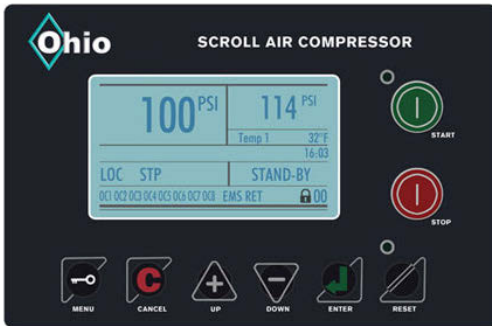 Ohio
SCROLL AIR COMPRESSOR
100 PSI
114 PSI
Temp 1 32°F
16:03
LOC STP STAND-BY
OC1 OC2 OC3 OC4 OC5 OC6 OC7 OC8 EMS RET 00
START
STOP
C
MENU CANCEL UP DOWN ENTER RESET